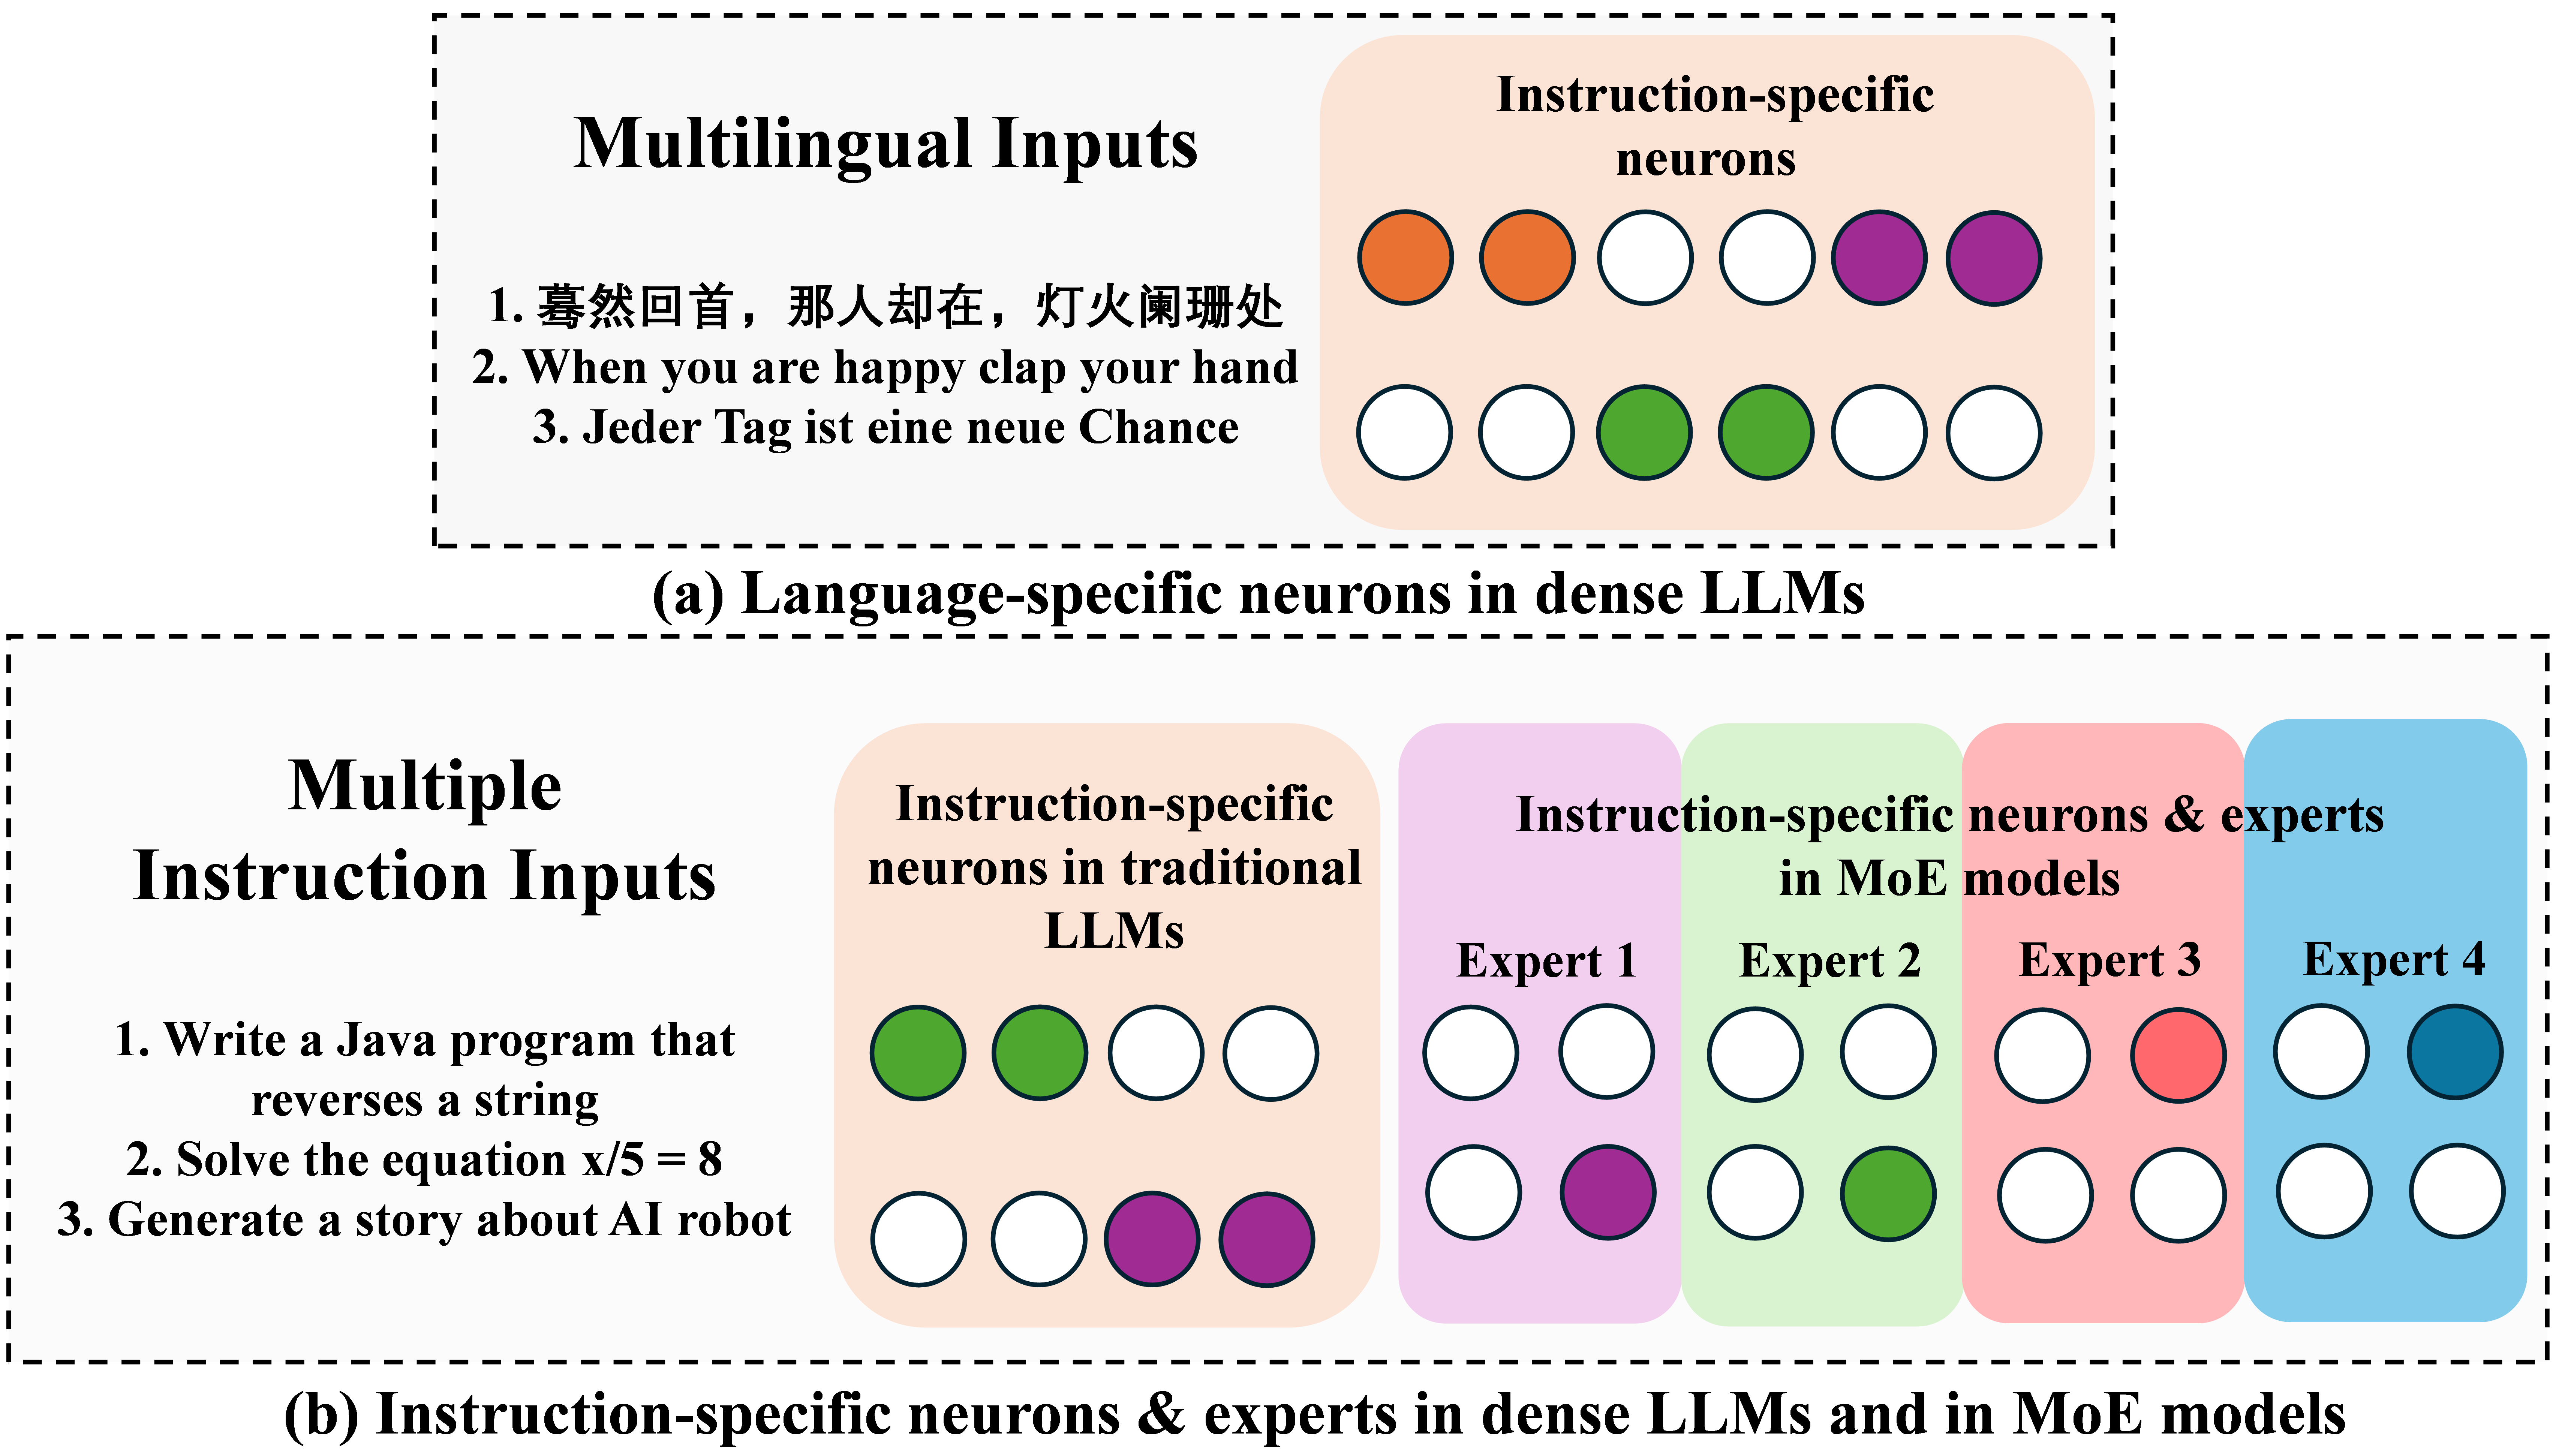 Multilingual Inputs
1. 蓦然回首，那人却在，灯火阑珊处
2. When you are happy clap your hand
3. Jeder Tag ist eine neue Chance
Instruction-specific
neurons
(a) Language-specific neurons in dense LLMs
Multiple
Instruction Inputs
1. Write a Java program that
reverses a string
2. Solve the equation x/5 = 8
3. Generate a story about AI robot
Instruction-specific
neurons in traditional
LLMs
Instruction-specific neurons & experts
in MoE models
Expert 1
Expert 2
Expert 3
Expert 4
(b) Instruction-specific neurons & experts in dense LLMs and in MoE models